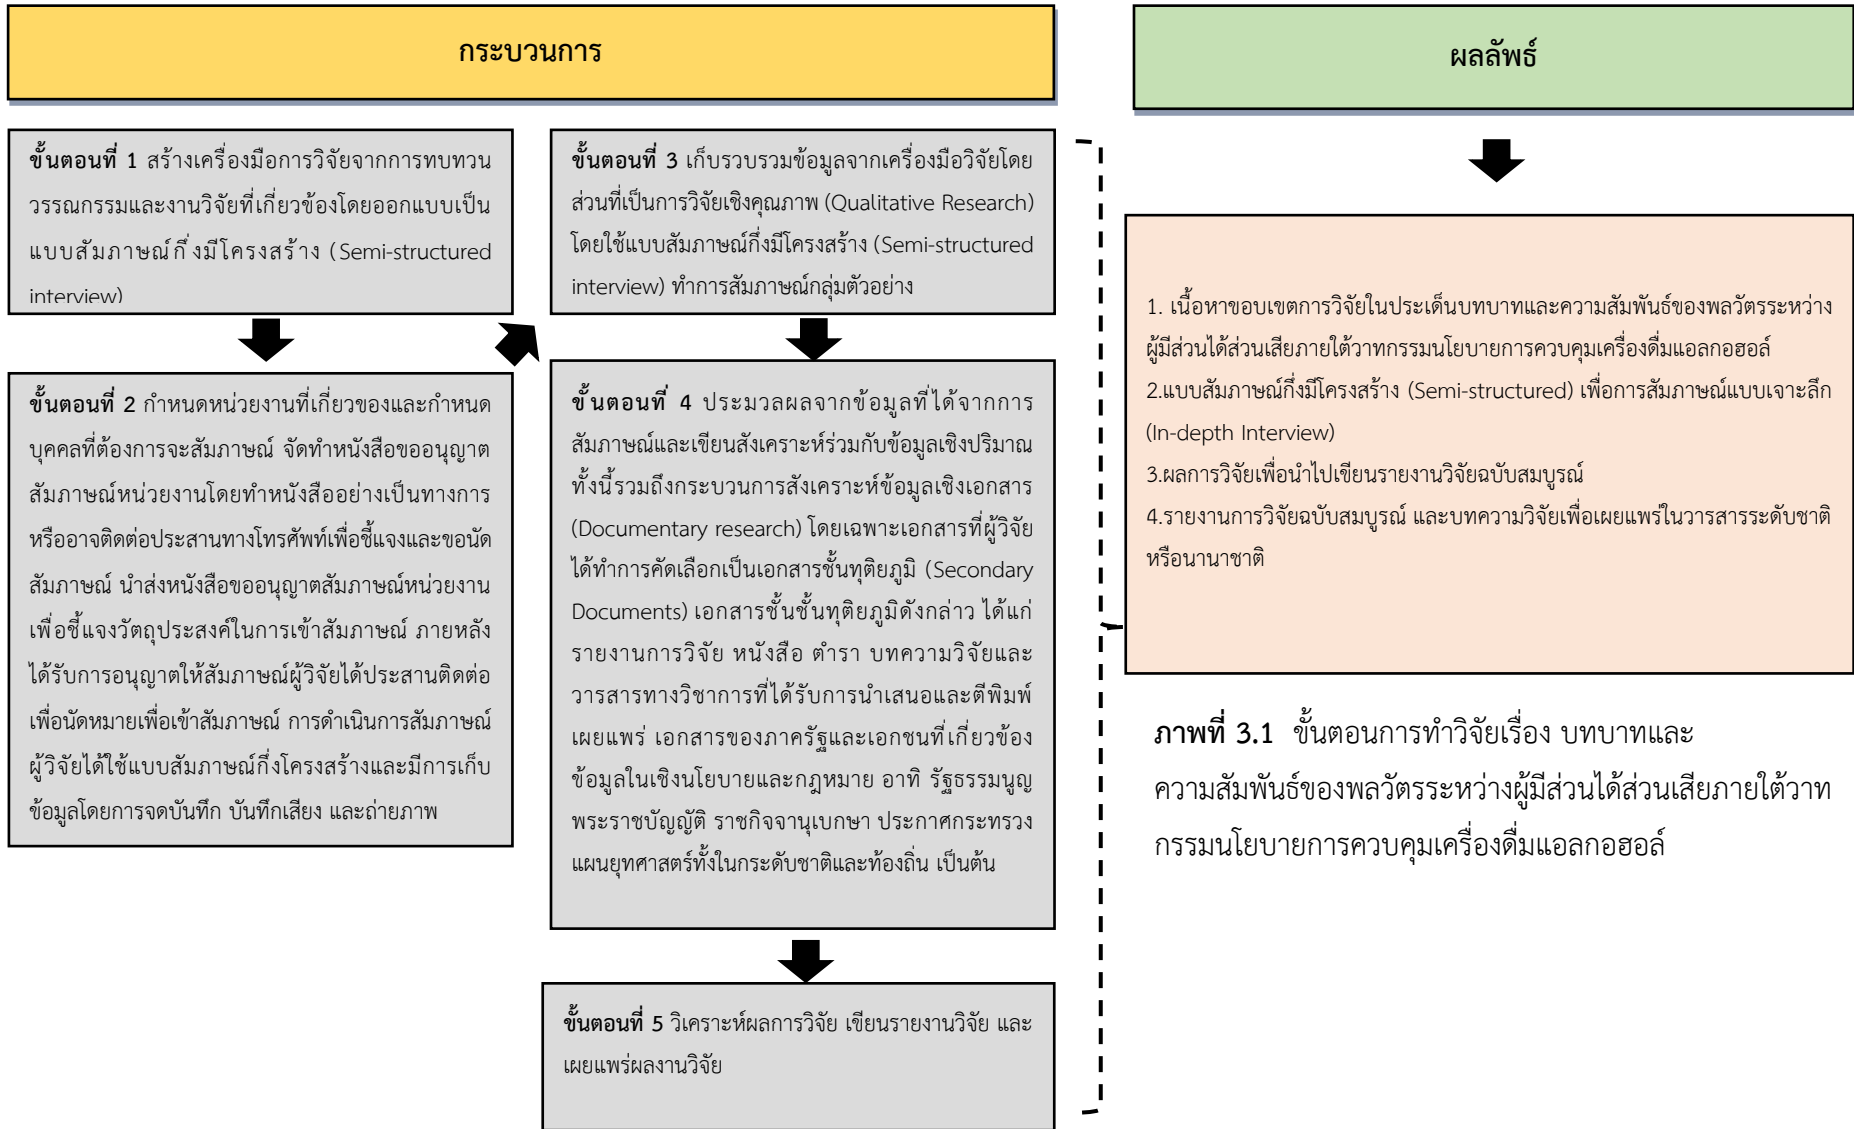 กระบวนการ
ผลลัพธ์
ขั้นตอนที่ 1 สร้างเครื่องมือการวิจัยจากการทบทวน
วรรณกรรมและงานวิจัยที่เกี่ยวข้องโดยออกแบบเป็น
แบบสัมภาษณ์กึ่งมีโครงสร้าง (Semi-structured
interview)
ขั้นตอนที่ 2 กำหนดหน่วยงานที่เกี่ยวของและกำหนด
บุคคลที่ต้องการจะสัมภาษณ์ จัดทำหนังสือขออนุญาต
สัมภาษณ์หน่วยงานโดยทำหนังสืออย่างเป็นทางการ
หรืออาจติดต่อประสานทางโทรศัพท์เพื่อชี้แจงและขอนัด
สัมภาษณ์ นำส่งหนังสือขออนุญาตสัมภาษณ์หน่วยงาน
เพื่อชี้แจงวัตถุประสงค์ในการเข้าสัมภาษณ์ ภายหลัง
ได้รับการอนุญาตให้สัมภาษณ์ผู้วิจัยได้ประสานติดต่อ
เพื่อนัดหมายเพื่อเข้าสัมภาษณ์ การดำเนินการสัมภาษณ์
ผู้วิจัยได้ใช้แบบสัมภาษณ์กึ่งโครงสร้างและมีการเก็บ
ข้อมูลโดยการจดบันทึก บันทึกเสียง และถ่ายภาพ
ขั้นตอนที่ 3 เก็บรวบรวมข้อมูลจากเครื่องมือวิจัยโดย
ส่วนที่เป็นการวิจัยเชิงคุณภาพ (Qualitative Research)
โดยใช้แบบสัมภาษณ์กึ่งมีโครงสร้าง (Semi-structured
interview) ทำการสัมภาษณ์กลุ่มตัวอย่าง
ขั้นตอนที่ 4 ประมวลผลจากข้อมูลที่ได้จากการ
สัมภาษณ์และเขียนสังเคราะห์ร่วมกับข้อมูลเชิงปริมาณ
ทั้งนี้รวมถึงกระบวนการสังเคราะห์ข้อมูลเชิงเอกสาร
(Documentary research) โดยเฉพาะเอกสารที่ผู้วิจัย
ได้ทำการคัดเลือกเป็นเอกสารชั้นทุติยภูมิ (Secondary
Documents) เอกสารชั้นชั้นทุติยภูมิดังกล่าว ได้แก่
รายงานการวิจัย หนังสือ ตำรา บทความวิจัยและ
วารสารทางวิชาการที่ได้รับการนำเสนอและตีพิมพ์
เผยแพร่ เอกสารของภาครัฐและเอกชนที่เกี่ยวข้อง
ข้อมูลในเชิงนโยบายและกฎหมาย อาทิ รัฐธรรมนูญ
พระราชบัญญัติ ราชกิจจานุเบกษา ประกาศกระทรวง
แผนยุทศาสตร์ทั้งในกระดับชาติและท้องถิ่น เป็นต้น
ขั้นตอนที่ 5 วิเคราะห์ผลการวิจัย เขียนรายงานวิจัย และ
เผยแพร่ผลงานวิจัย
1. เนื้อหาขอบเขตการวิจัยในประเด็นบทบาทและความสัมพันธ์ของพลวัตรระหว่าง
ผู้มีส่วนได้ส่วนเสียภายใต้วาทกรรมนโยบายการควบคุมเครื่องดื่มแอลกอฮอล์
2.แบบสัมภาษณ์กึ่งมีโครงสร้าง (Semi-structured) เพื่อการสัมภาษณ์แบบเจาะลึก
(In-depth Interview)
3.ผลการวิจัยเพื่อนำไปเขียนรายงานวิจัยฉบับสมบูรณ์
4.รายงานการวิจัยฉบับสมบูรณ์ และบทความวิจัยเพื่อเผยแพร่ในวารสารระดับชาติ
หรือนานาชาติ
ภาพที่ 3.1 ขั้นตอนการทำวิจัยเรื่อง บทบาทและ
ความสัมพันธ์ของพลวัตรระหว่างผู้มีส่วนได้ส่วนเสียภายใต้วาท
กรรมนโยบายการควบคุมเครื่องดื่มแอลกอฮอล์